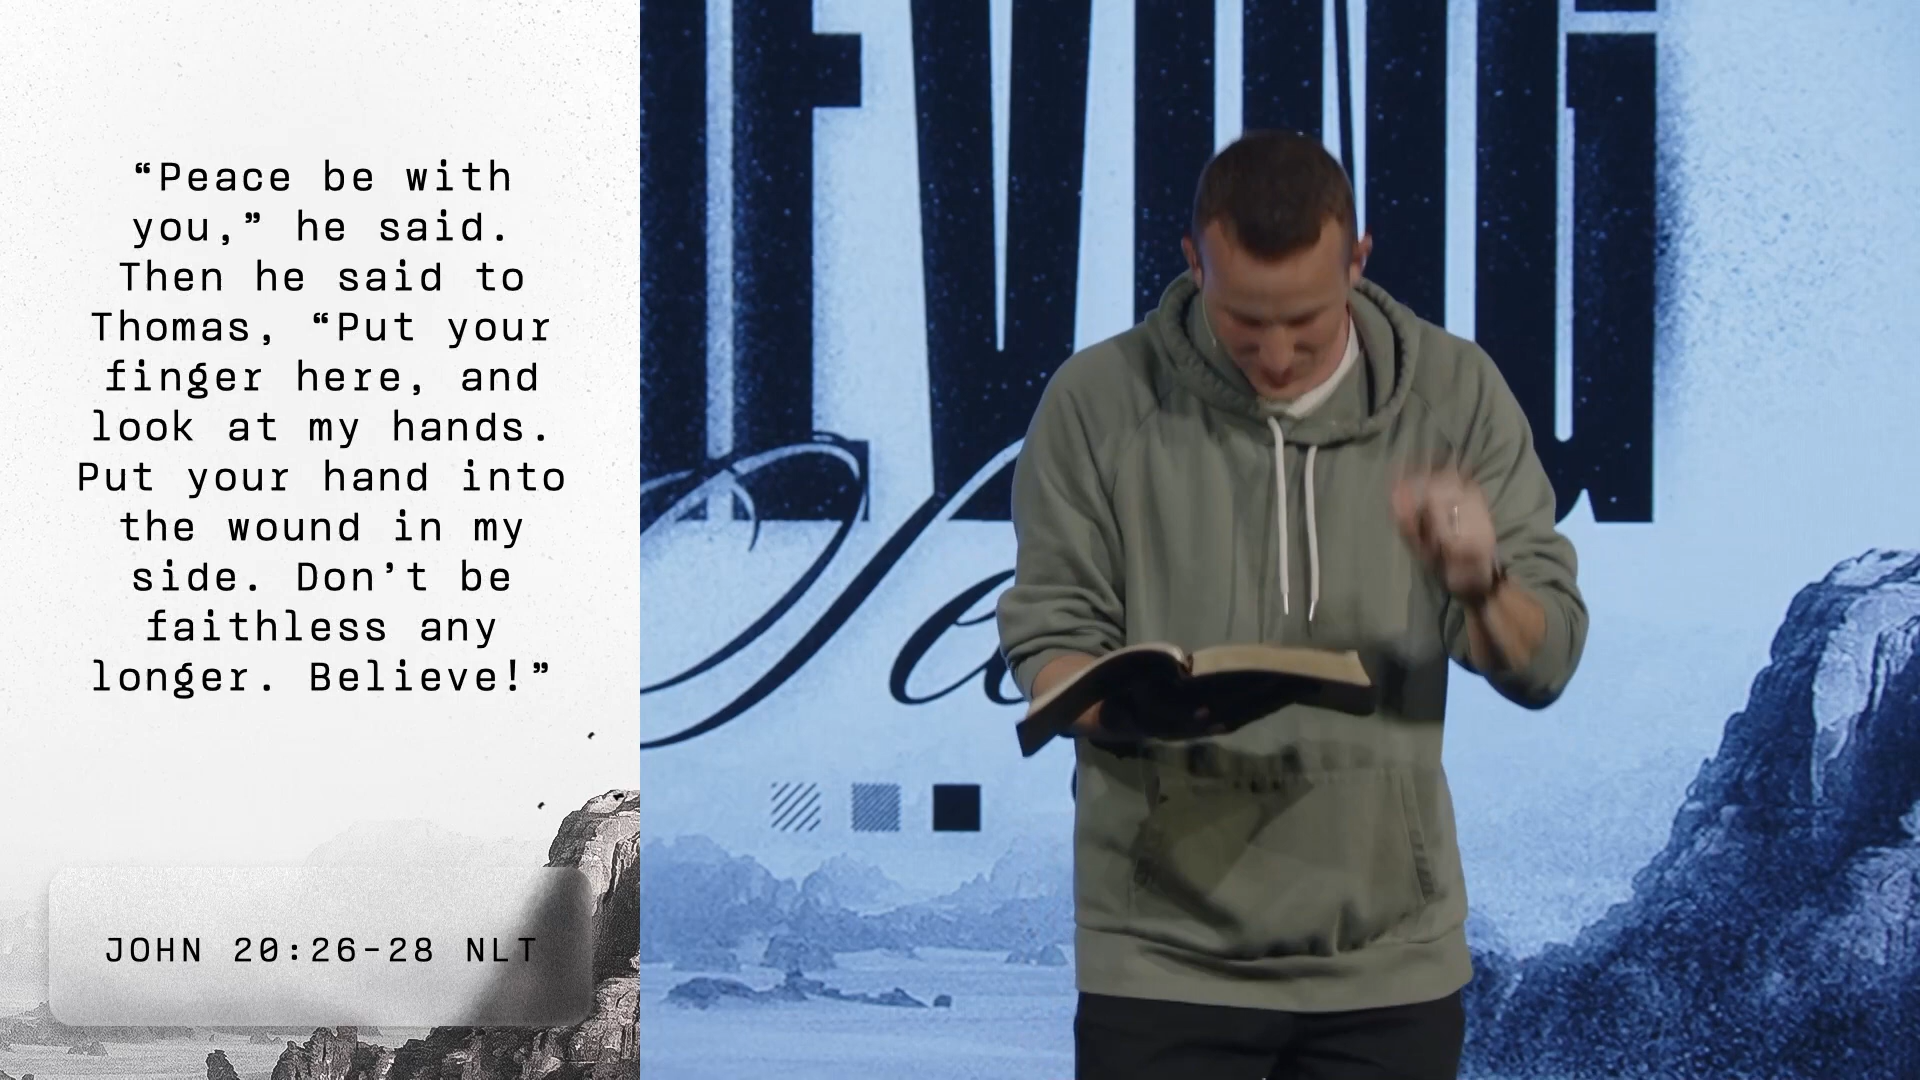 “Peace be with
you,” he said.
Then he said to
Thomas, “Put your
finger here, and
look at my hands.
Put your hand into
the wound in my
side. Don’t be
faithless any
longer. Believe!”
JOHN 20:26-28 NLT